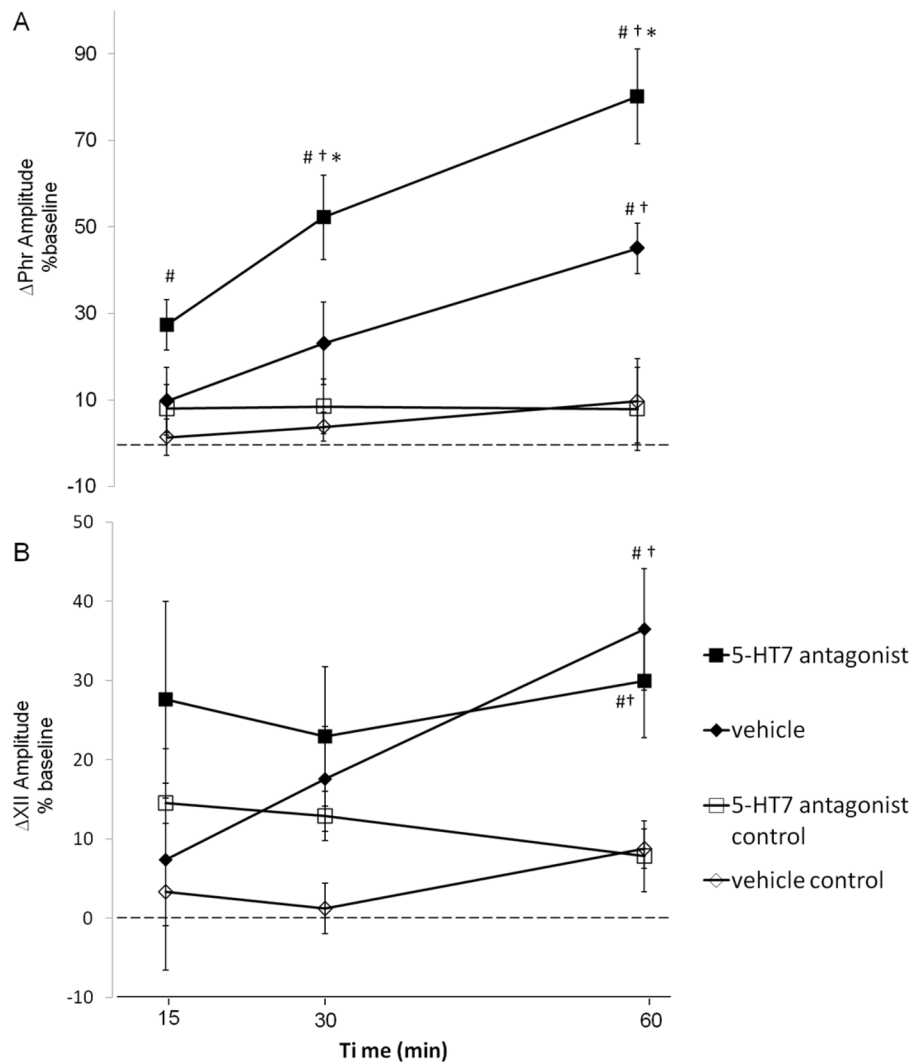 A
90
70
50
30
10
-10
ΔPhr Amplitude
%baseline
#
# † *
# † *
# †
B
50
40
30
20
10
0
-10
ΔXII Amplitude
% baseline
# †
#†
15
30
60
Ti me (min)
5-HT7 antagonist
vehicle
5-HT7 antagonist
control
vehicle control